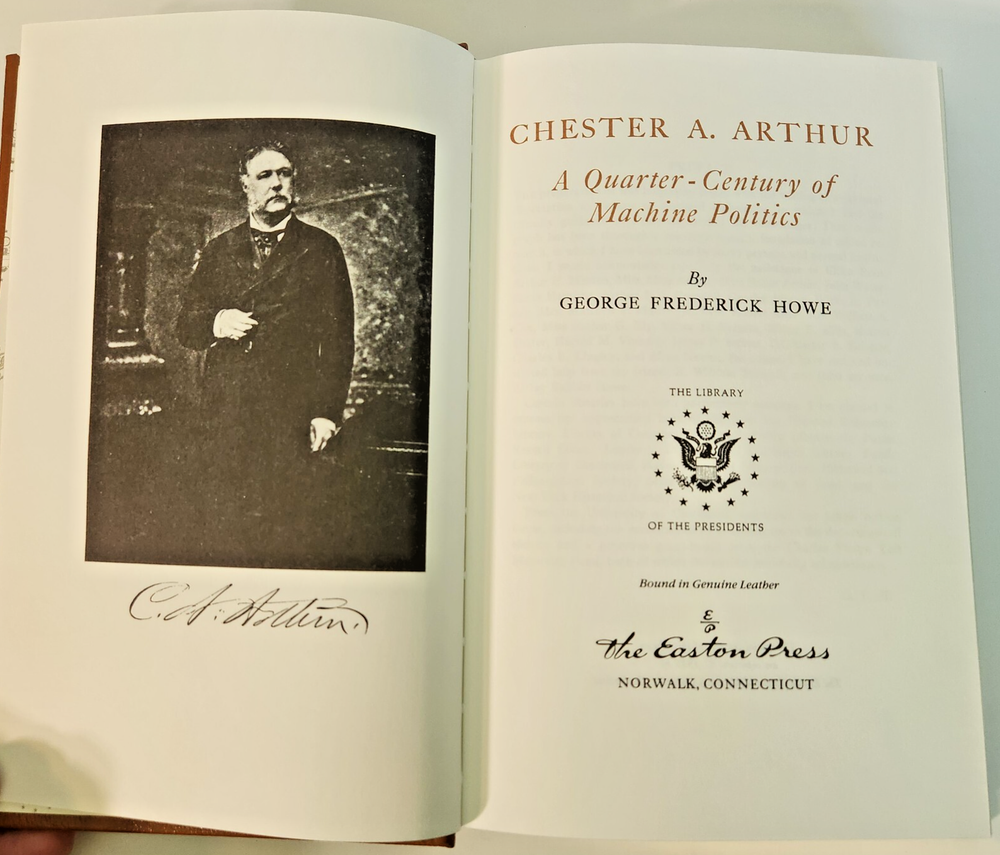 C. A. Arthur.
CHESTER A. ARTHUR
A Quarter-Century of
Machine Politics
By
GEORGE FREDERICK HOWE
THE LIBRARY
OF THE PRESIDENTS
Bound in Genuine Leather
E
P
the Easton Press
NORWALK, CONNECTICUT